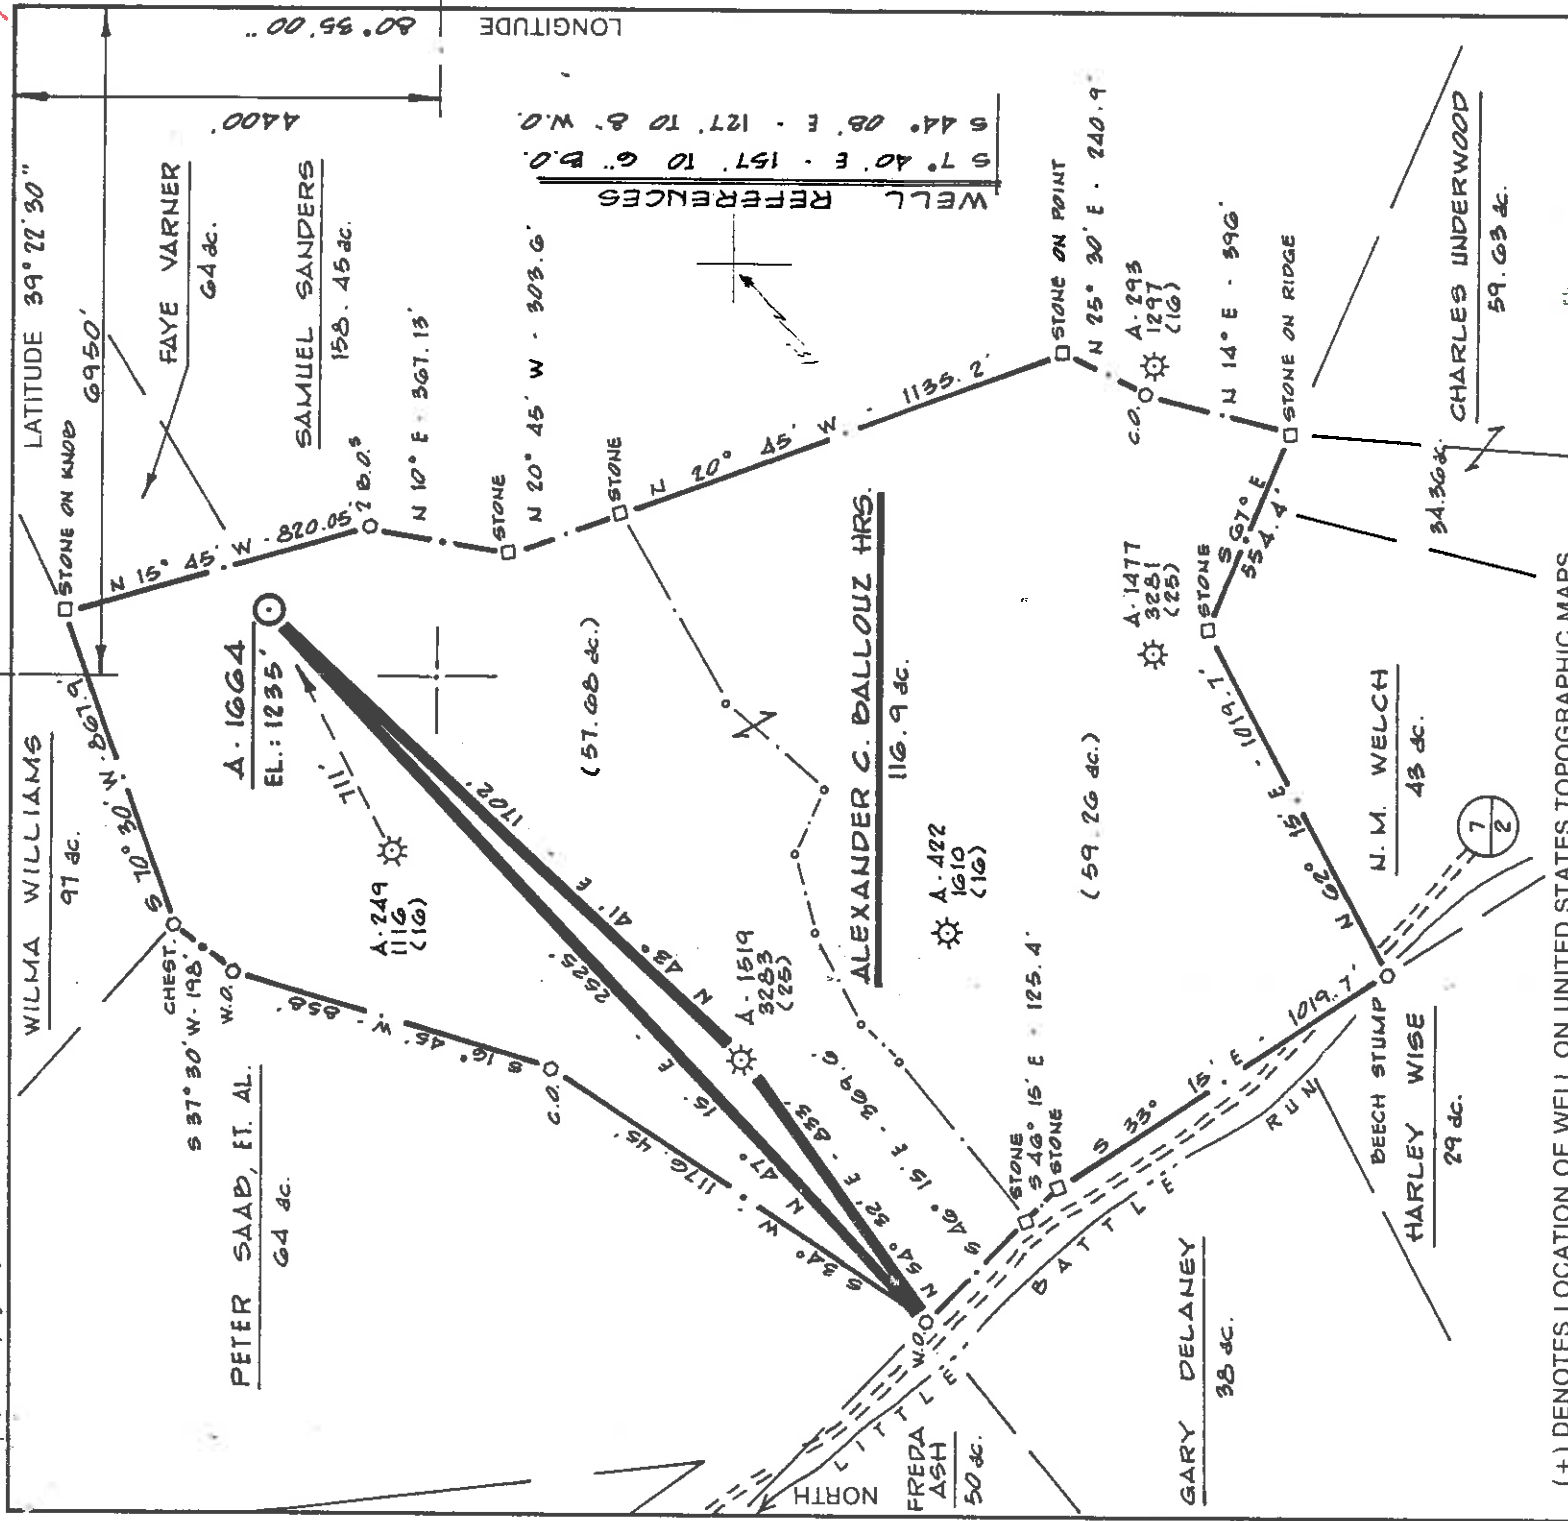 LATITUDE 39° 22' 30"
6950'
LONGITUDE
80° 35' 00"
4400'
WELL REFERENCES
S 7° 40' E - 157' TO 6" B.O.
S 44° 08' E - 127' TO 8" W.O.
WILMA WILLIAMS
97 ac.
FAYE VARNER
64 ac.
SAMUEL SANDERS
158.45 ac.
STONE ON KNOB
S 70° 30' W - 867.9'
N 15° 45' W - 820.05'
2 B.O.s
N 10° E - 367.13'
STONE
N 20° 45' W - 303.6'
STONE
N 20° 45' W - 1135.2'
STONE ON POINT
N 25° 30' E - 240.9'
C.O.
A-293
1297
(16)
N 14° E - 396'
STONE ON RIDGE
CHARLES UNDERWOOD
59.63 ac.
34.36 ac.
S 67° E
554.4'
STONE
A-1477
3281
(25)
N 62° 15' E - 1019.7'
N. M. WELCH
43 ac.
7
2
BEECH STUMP
HARLEY WISE
29 ac.
S 33° 15' E - 1019.7'
STONE
S 46° 15' E - 125.4'
STONE
S 46° 15' E - 369.6'
W.O.
LITTLE BATTLE RUN
GARY DELANEY
38 ac.
FREDA
ASH
50 ac.
NORTH
PETER SAAB, ET. AL.
64 ac.
CHEST.
S 37° 30' W - 198'
W.O.
S 16° 45' W - 858'
C.O.
S 34° W - 1176.45'
A-1664
EL.: 1235'
711'
A-249
1116
(16)
N 43° 41' E 1702'
N 47° 15' E - 2525'
N 54° 32' E - 833'
A-1519
3283
(25)
(57.68 ac.)
ALEXANDER C. BALLOUZ HRS.
116.9 ac.
A-422
1610
(16)
(59.26 ac.)
(+) DENOTES LOCATION OF WELL ON UNITED STATES TOPOGRAPHIC MAPS